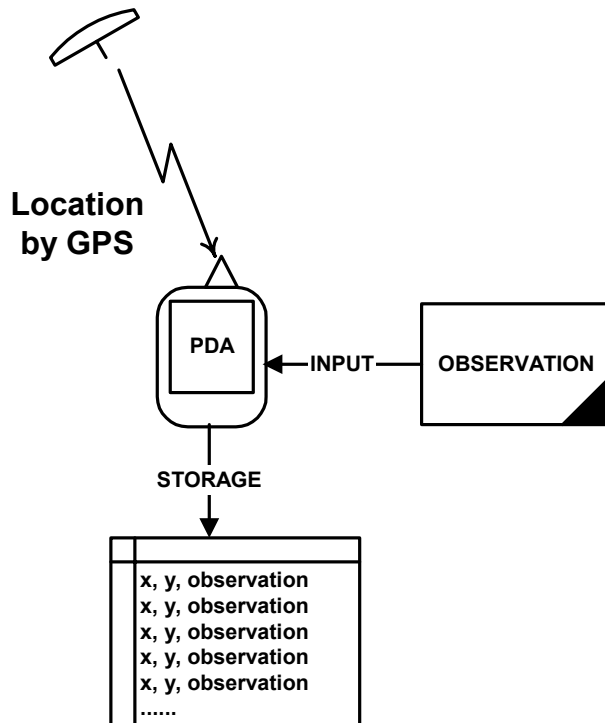 Location
by GPS
PDA
INPUT
OBSERVATION
STORAGE
x, y, observation
x, y, observation
x, y, observation
x, y, observation
x, y, observation
......